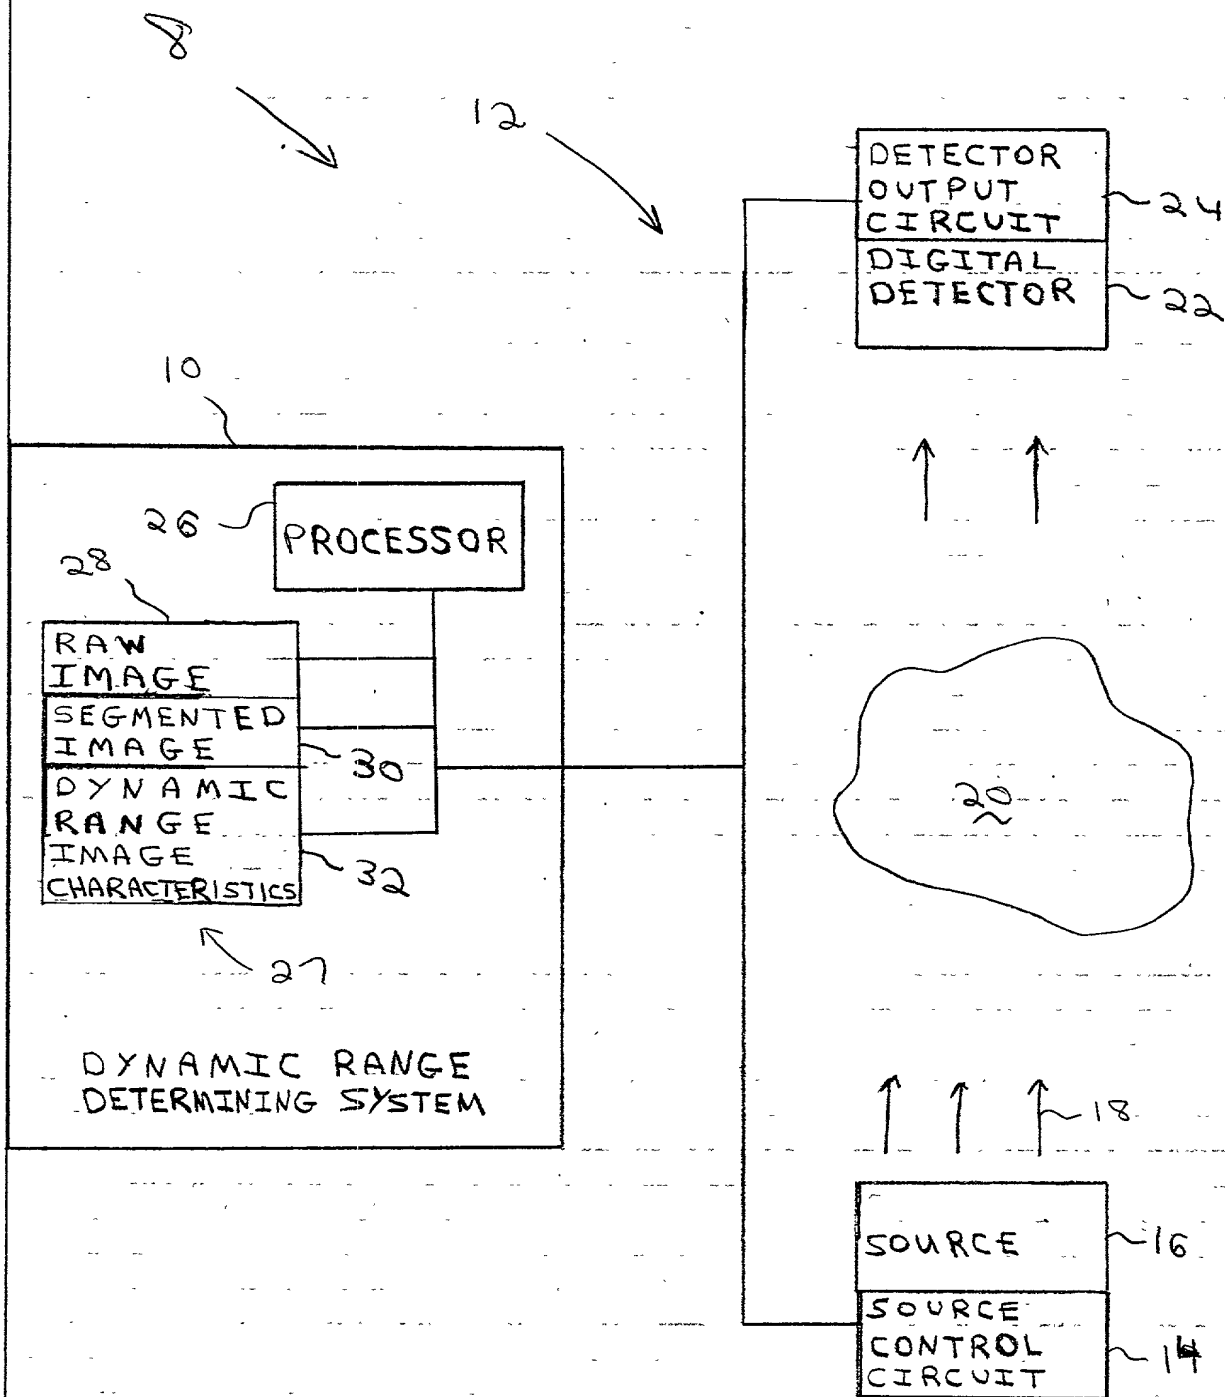 8
12
DETECTOR
OUTPUT
CIRCUIT
24
DIGITAL
DETECTOR
22
10
26
PROCESSOR
28
RAW
IMAGE
SEGMENTED
IMAGE
30
DYNAMIC
RANGE
IMAGE
CHARACTERISTICS
32
27
DYNAMIC RANGE
DETERMINING SYSTEM
20
18
SOURCE
16
SOURCE
CONTROL
CIRCUIT
14